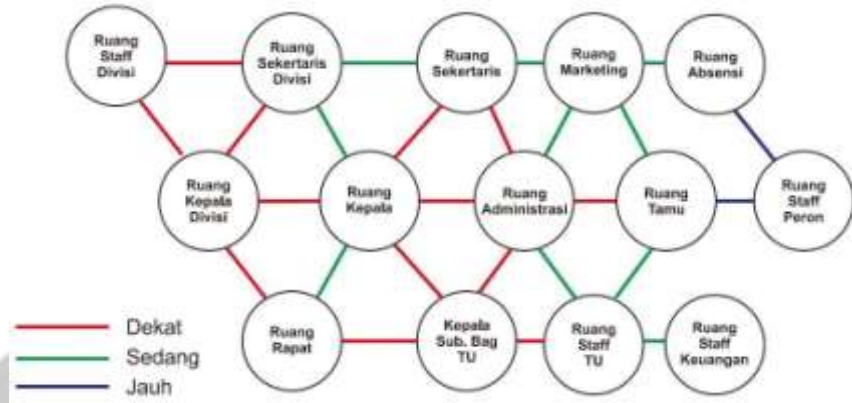 Ruang
Staff
Divisi
Ruang
Sekertaris
Divisi
Ruang
Sekertaris
Ruang
Marketing
Ruang
Absensi
Ruang
Kepala
Divisi
Ruang
Kepala
Ruang
Administrasi
Ruang
Tamu
Ruang
Staff
Peron
Ruang
Rapat
Kepala
Sub. Bag
TU
Ruang
Staff
TU
Ruang
Staff
Keuangan
Dekat
Sedang
Jauh